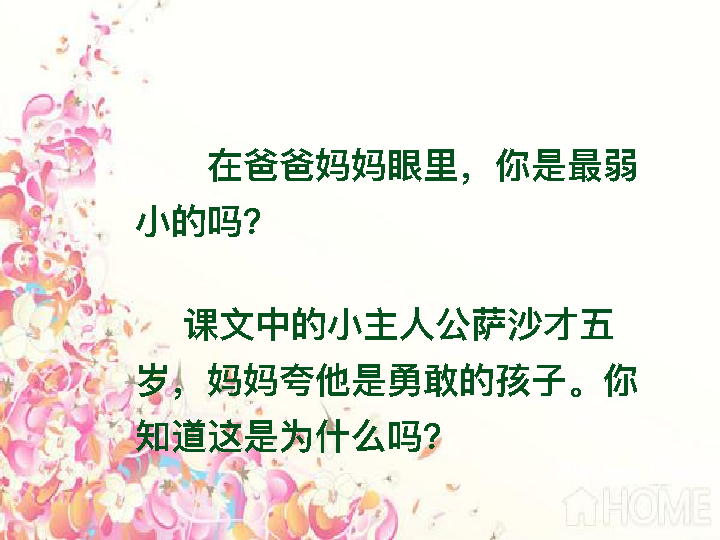 在爸爸妈妈眼里，你是最弱
小的吗？
课文中的小主人公萨沙才五
岁，妈妈夸他是勇敢的孩子。你
知道这是为什么吗？
HOME